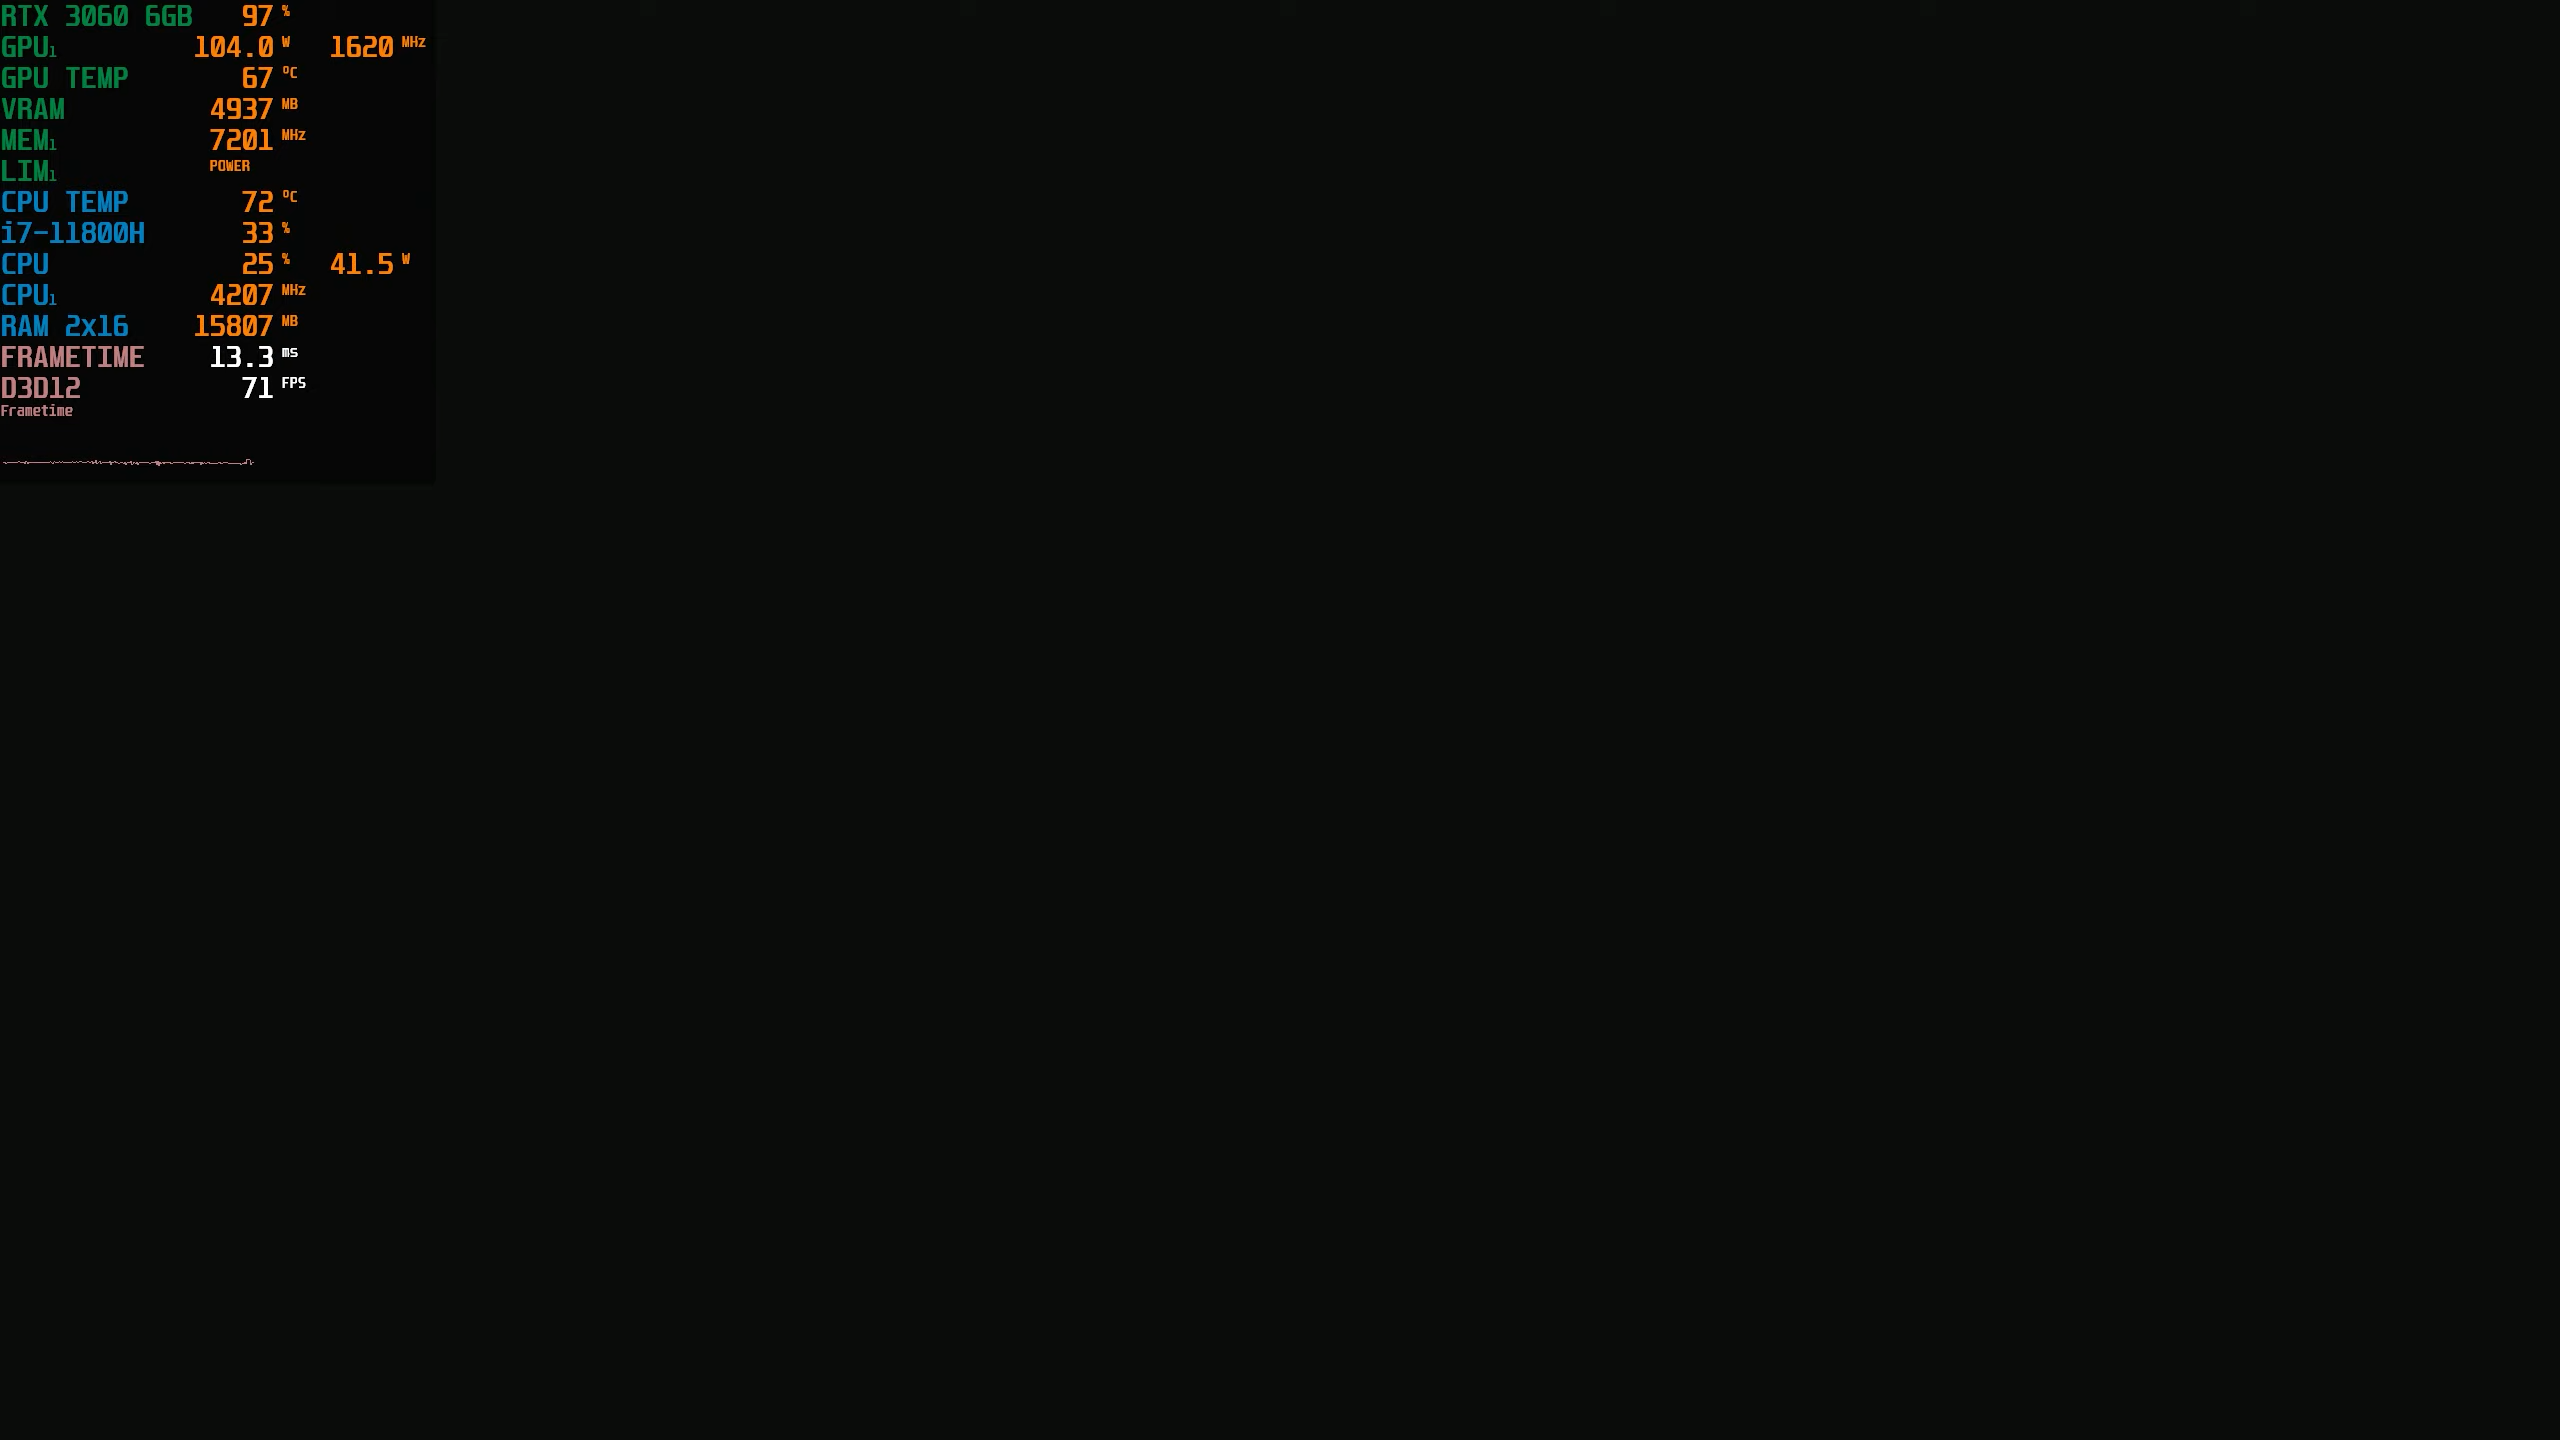 RTX 3060 6GB 97 %
GPU1 104.0 W 1620 MHz
GPU TEMP 67 °C
VRAM 4937 MB
MEM1 7201 MHz
LIM1 POWER
CPU TEMP 72 °C
i7-11800H 33 %
CPU 25 % 41.5 W
CPU1 4207 MHz
RAM 2x16 15807 MB
FRAMETIME 13.3 ms
D3D12 71 FPS
Frametime